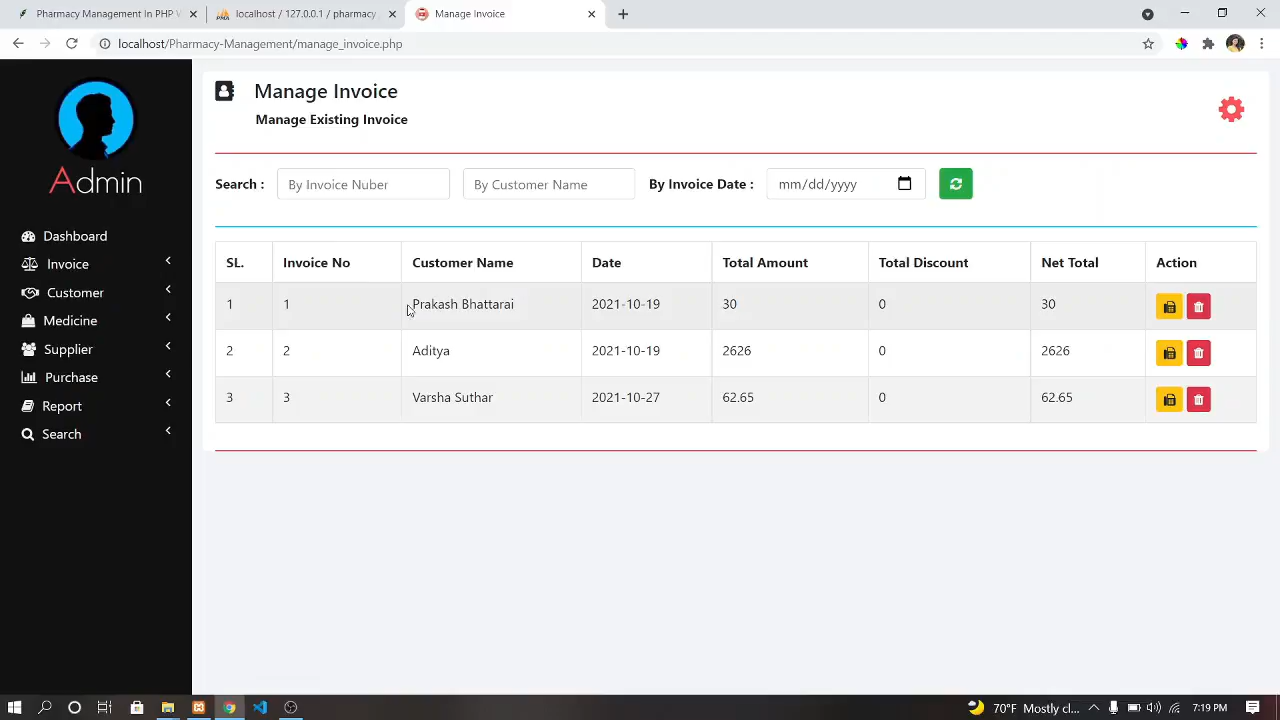 Pharmacy Management In PHP V
localhost / 127.0.0.1 / pharmacy
Manage Invoice
localhost/Pharmacy-Management/manage_invoice.php
Admin
Dashboard
Invoice
Customer
Medicine
Supplier
Purchase
Report
Search
Manage Invoice
Manage Existing Invoice
Search : By Invoice Nuber By Customer Name By Invoice Date : mm/dd/yyyy
SL. Invoice No Customer Name Date Total Amount Total Discount Net Total Action
1 1 Prakash Bhattarai 2021-10-19 30 0 30
2 2 Aditya 2021-10-19 2626 0 2626
3 3 Varsha Suthar 2021-10-27 62.65 0 62.65
70°F Mostly cl... 7:19 PM